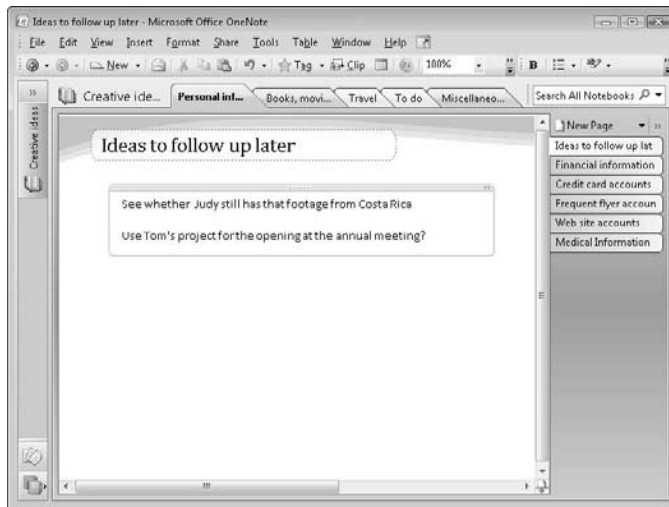 Ideas to follow up later - Microsoft Office OneNote
File Edit View Insert Format Share Tools Table Window Help
New Tag Clip 100% B
Creative ide... Personal inf... Books, movi... Travel To do Miscellaneo... Search All Notebooks
Creative ideas
Ideas to follow up later
See whether Judy still has that footage from Costa Rica
Use Tom's project for the opening at the annual meeting?
New Page
Ideas to follow up lat
Financial information
Credit card accounts
Frequent flyer accoun
Web site accounts
Medical Information